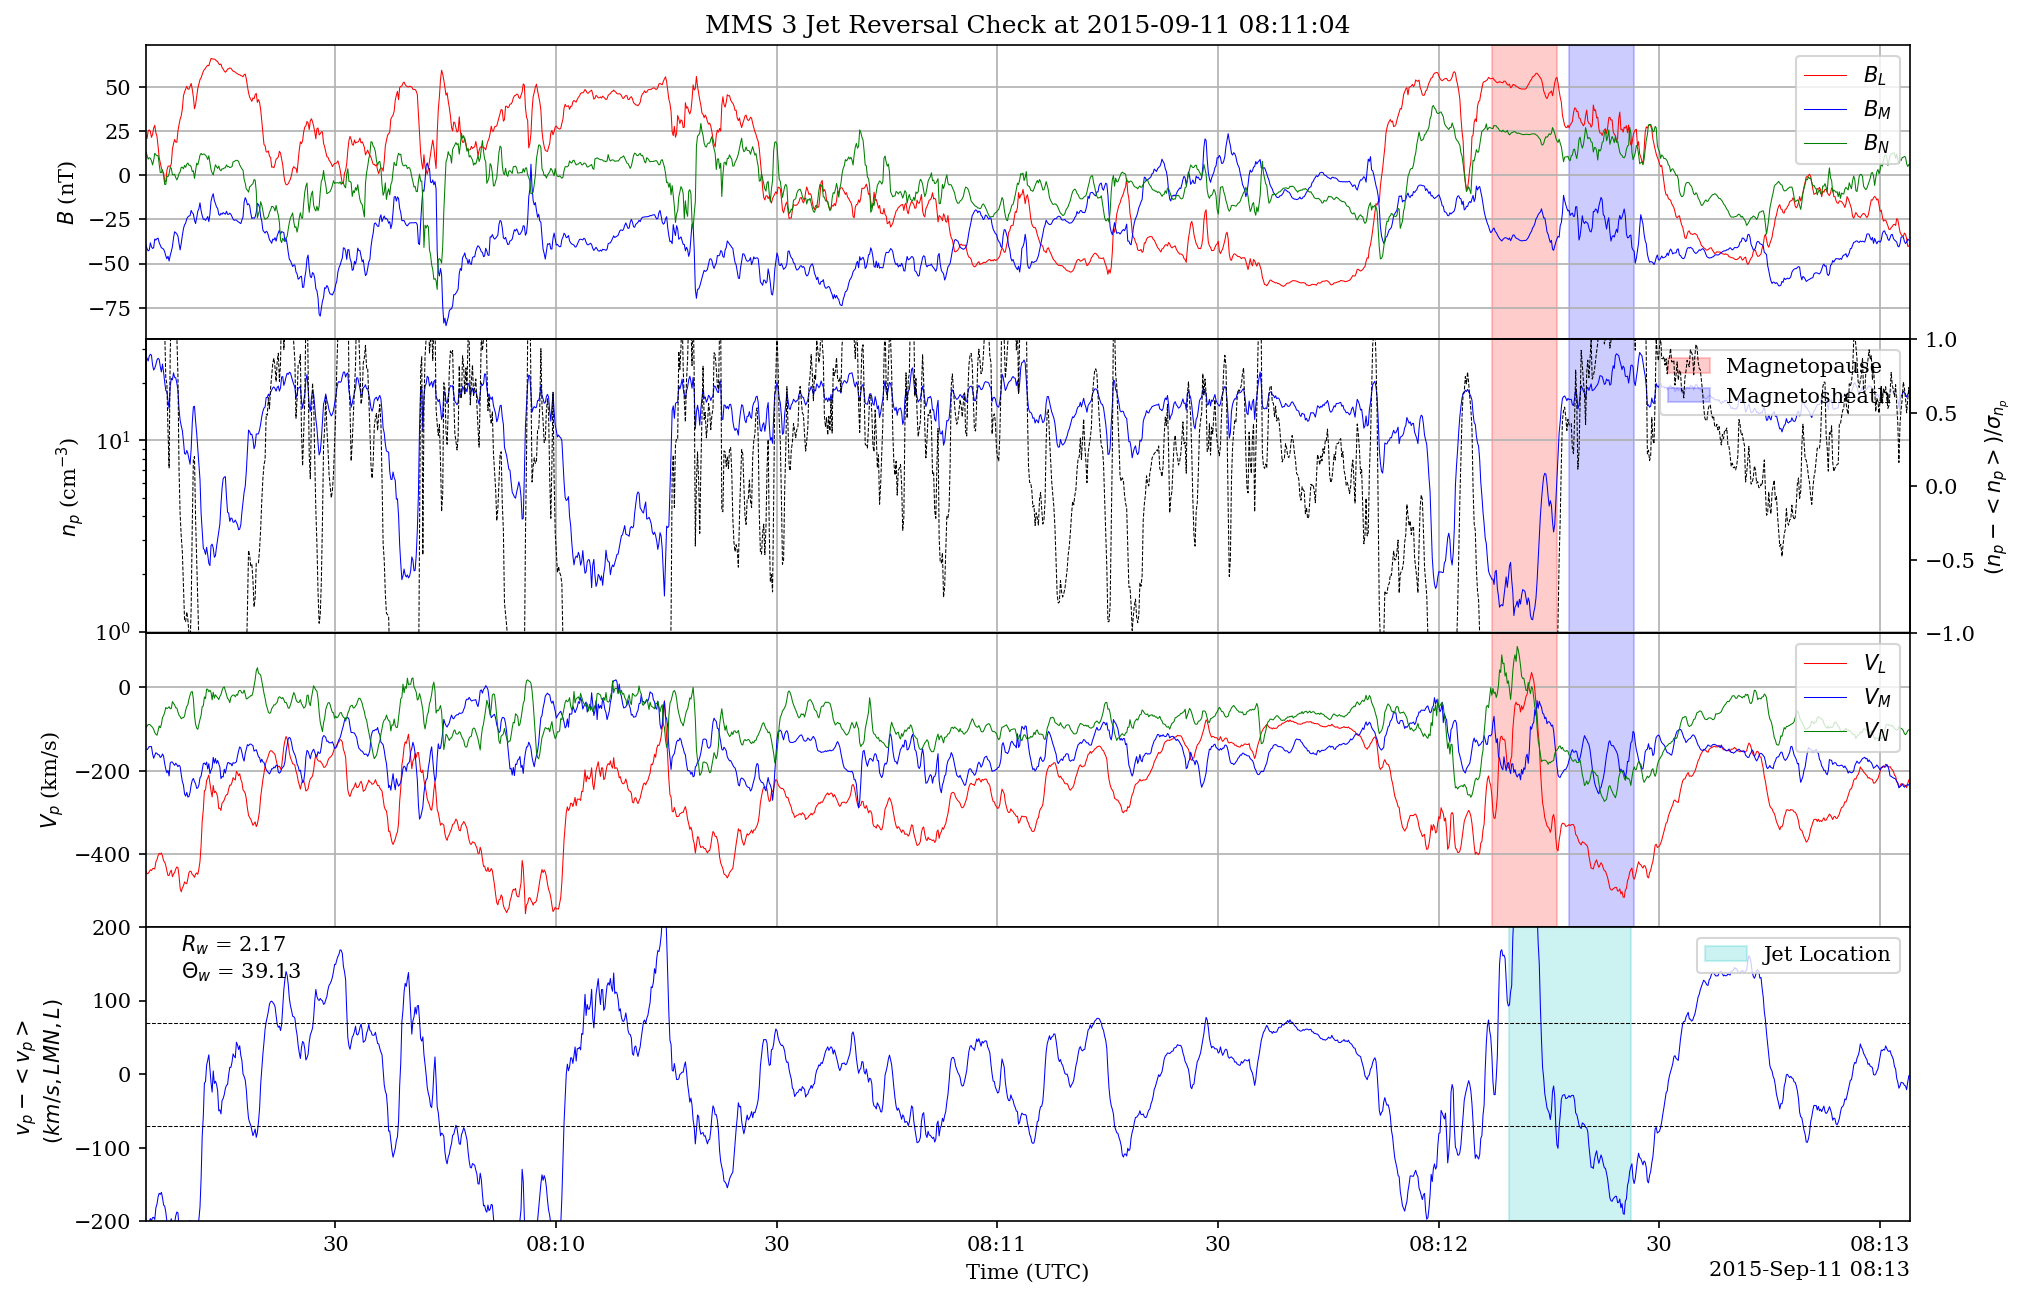 MMS 3 Jet Reversal Check at 2015-09-11 08:11:04
B (nT)
50
25
0
−25
−50
−75
B_L
B_M
B_N
n_p (cm^{−3})
10^1
10^0
1.0
0.5
0.0
−0.5
−1.0
(n_p − < n_p >)/σ_{n_p}
Magnetopause
Magnetosheath
V_p (km/s)
0
−200
−400
V_L
V_M
V_N
v_p − < v_p >
(km/s, LMN, L)
200
100
0
−100
−200
R_w = 2.17
Θ_w = 39.13
Jet Location
30
08:10
30
08:11
30
08:12
30
08:13
Time (UTC)
2015-Sep-11 08:13